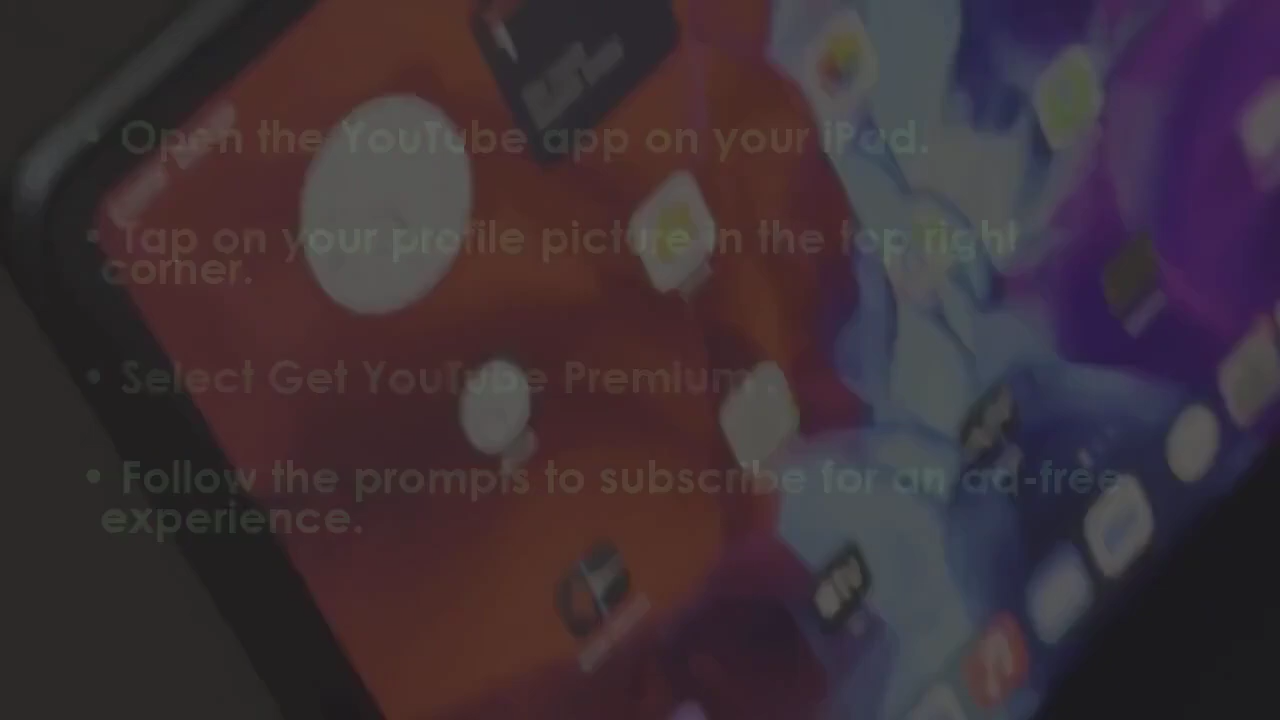 • Open the YouTube app on your iPad.
• Tap on your profile picture in the top right
corner.
• Select Get YouTube Premium.
• Follow the prompts to subscribe for an ad-free
experience.